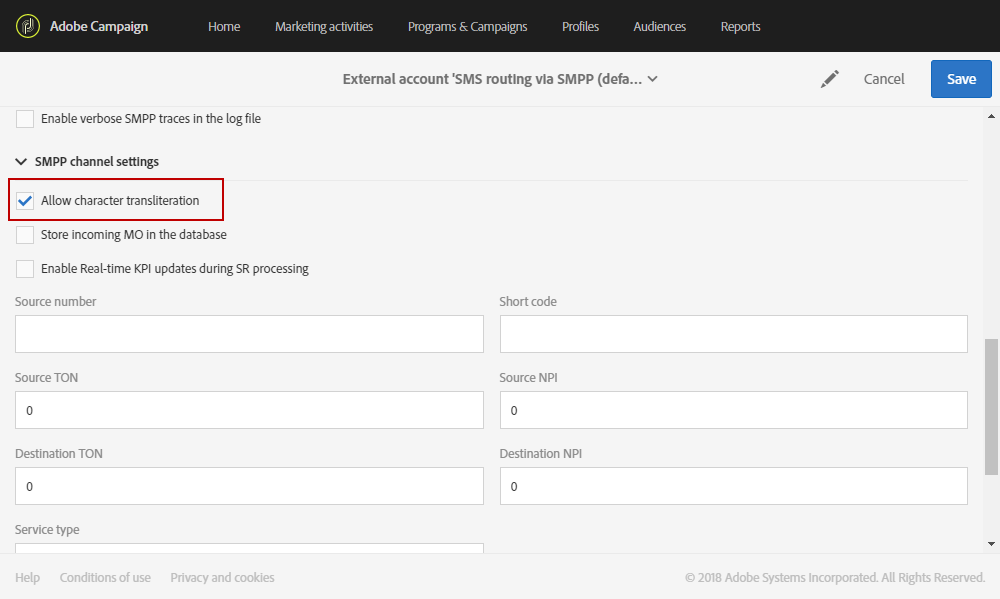 Adobe Campaign Home Marketing activities Programs & Campaigns Profiles Audiences Reports
External account 'SMS routing via SMPP (defa... Cancel Save
Enable verbose SMPP traces in the log file
SMPP channel settings
Allow character transliteration
Store incoming MO in the database
Enable Real-time KPI updates during SR processing
Source number Short code
Source TON Source NPI
0 0
Destination TON Destination NPI
0 0
Service type
Help Conditions of use Privacy and cookies © 2018 Adobe Systems Incorporated. All Rights Reserved.